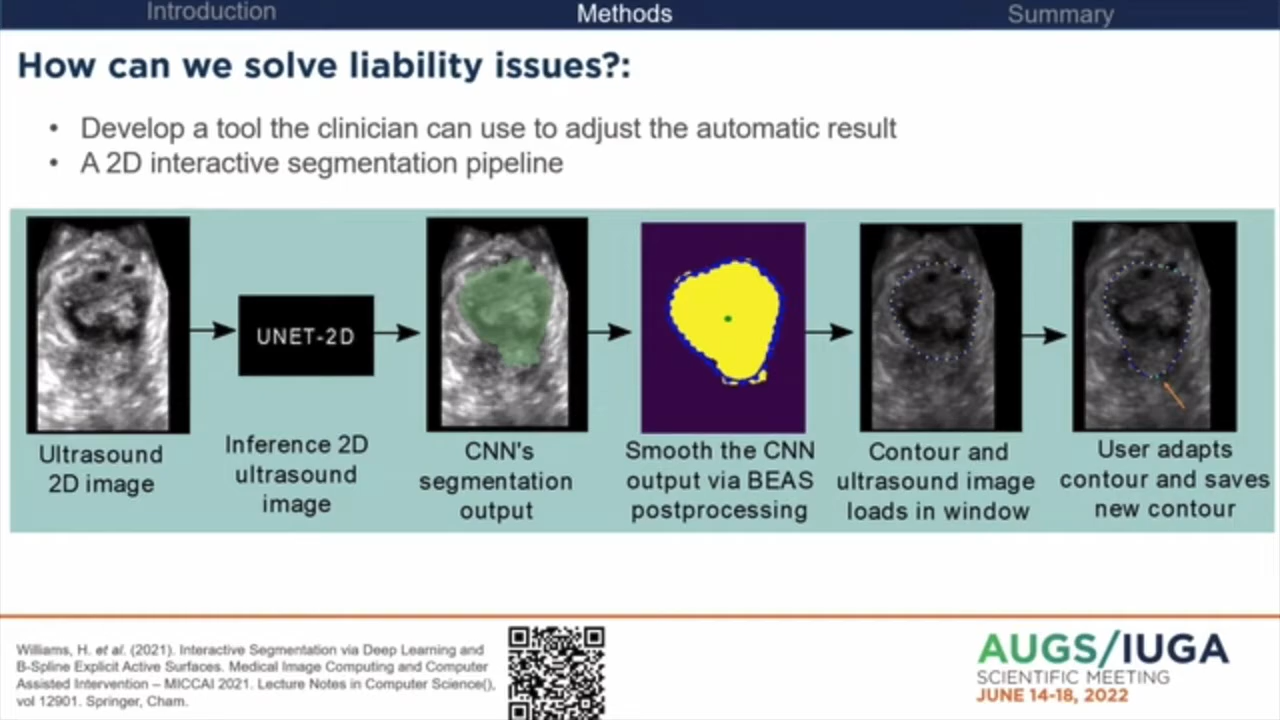 Introduction
Methods
Summary
How can we solve liability issues?:
• Develop a tool the clinician can use to adjust the automatic result
• A 2D interactive segmentation pipeline
UNET-2D
Ultrasound
2D image
Inference 2D
ultrasound
image
CNN's
segmentation
output
Smooth the CNN
output via BEAS
postprocessing
Contour and
ultrasound image
loads in window
User adapts
contour and saves
new contour
Williams, H. et al. (2021). Interactive Segmentation via Deep Learning and
B-Spline Explicit Active Surfaces. Medical Image Computing and Computer
Assisted Intervention – MICCAI 2021. Lecture Notes in Computer Science(),
vol 12901. Springer, Cham.
AUGS/IUGA
SCIENTIFIC MEETING
JUNE 14-18, 2022